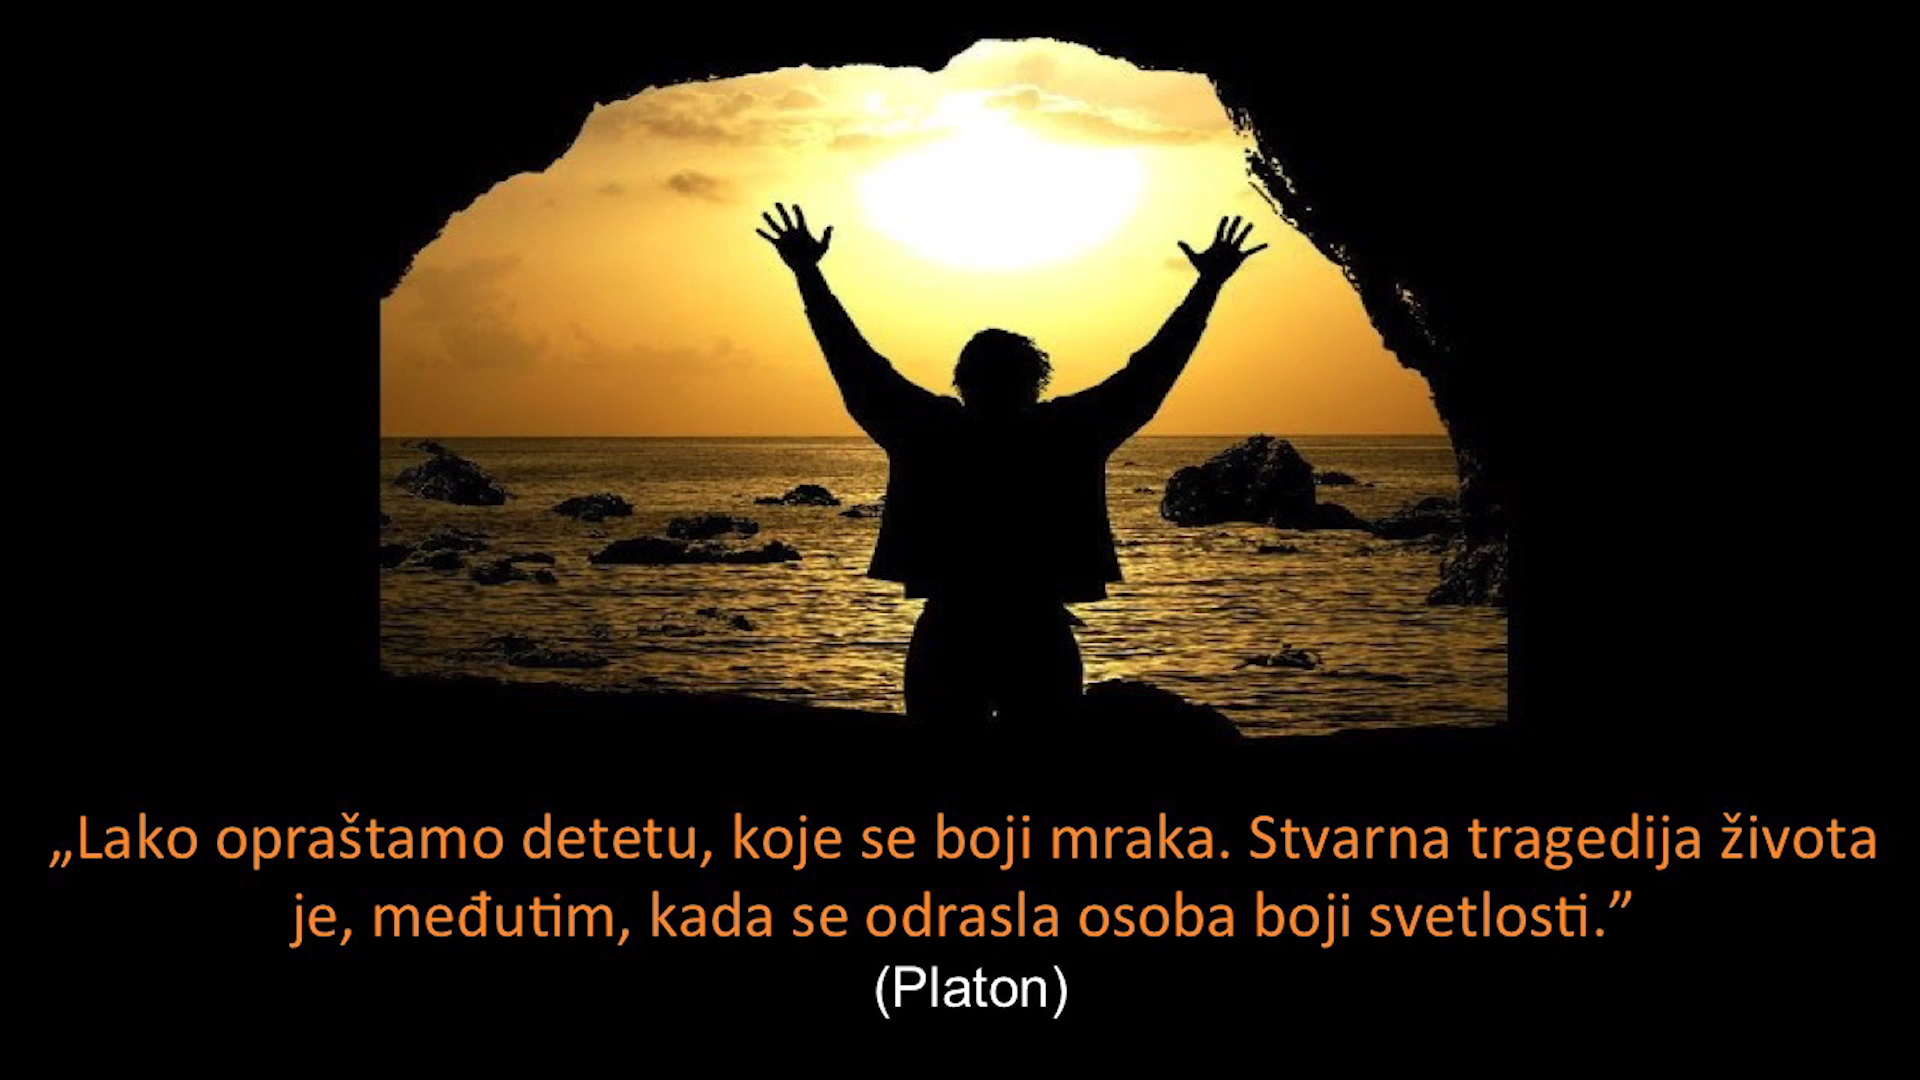 „Lako opraštamo detetu, koje se boji mraka. Stvarna tragedija života
je, međutim, kada se odrasla osoba boji svetlosti.”
(Platon)